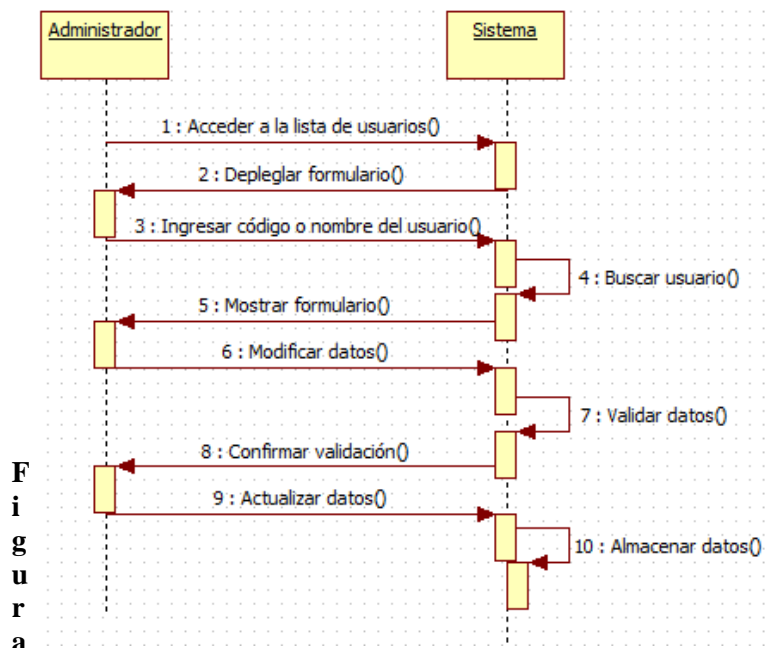 Administrador
Sistema
1 : Acceder a la lista de usuarios()
2 : Depleglar formulario()
3 : Ingresar código o nombre del usuario()
4 : Buscar usuario()
5 : Mostrar formulario()
6 : Modificar datos()
7 : Validar datos()
8 : Confirmar validación()
9 : Actualizar datos()
10 : Almacenar datos()
F
i
g
u
r
a